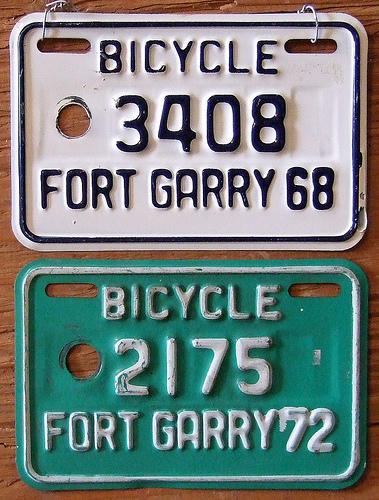 BICYCLE
3408
FORT GARRY 68
BICYCLE
2175
FORT GARRY '72